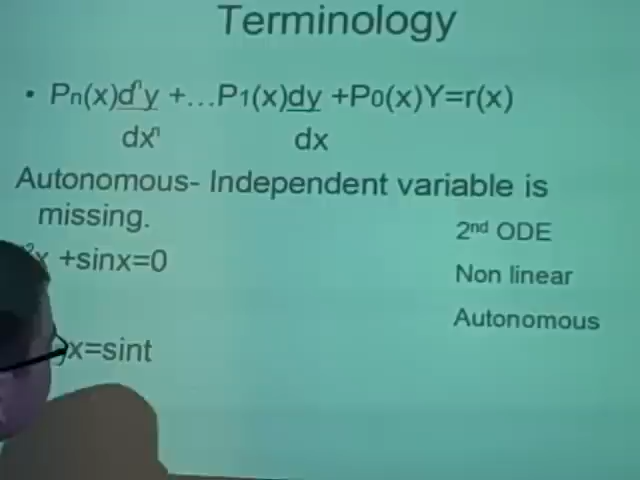 Terminology
• Pn(x)dⁿy +...P1(x)dy +P0(x)Y=r(x)
dxⁿ dx
Autonomous- Independent variable is
missing.
2nd ODE
²x +sinx=0
Non linear
Autonomous
x=sint